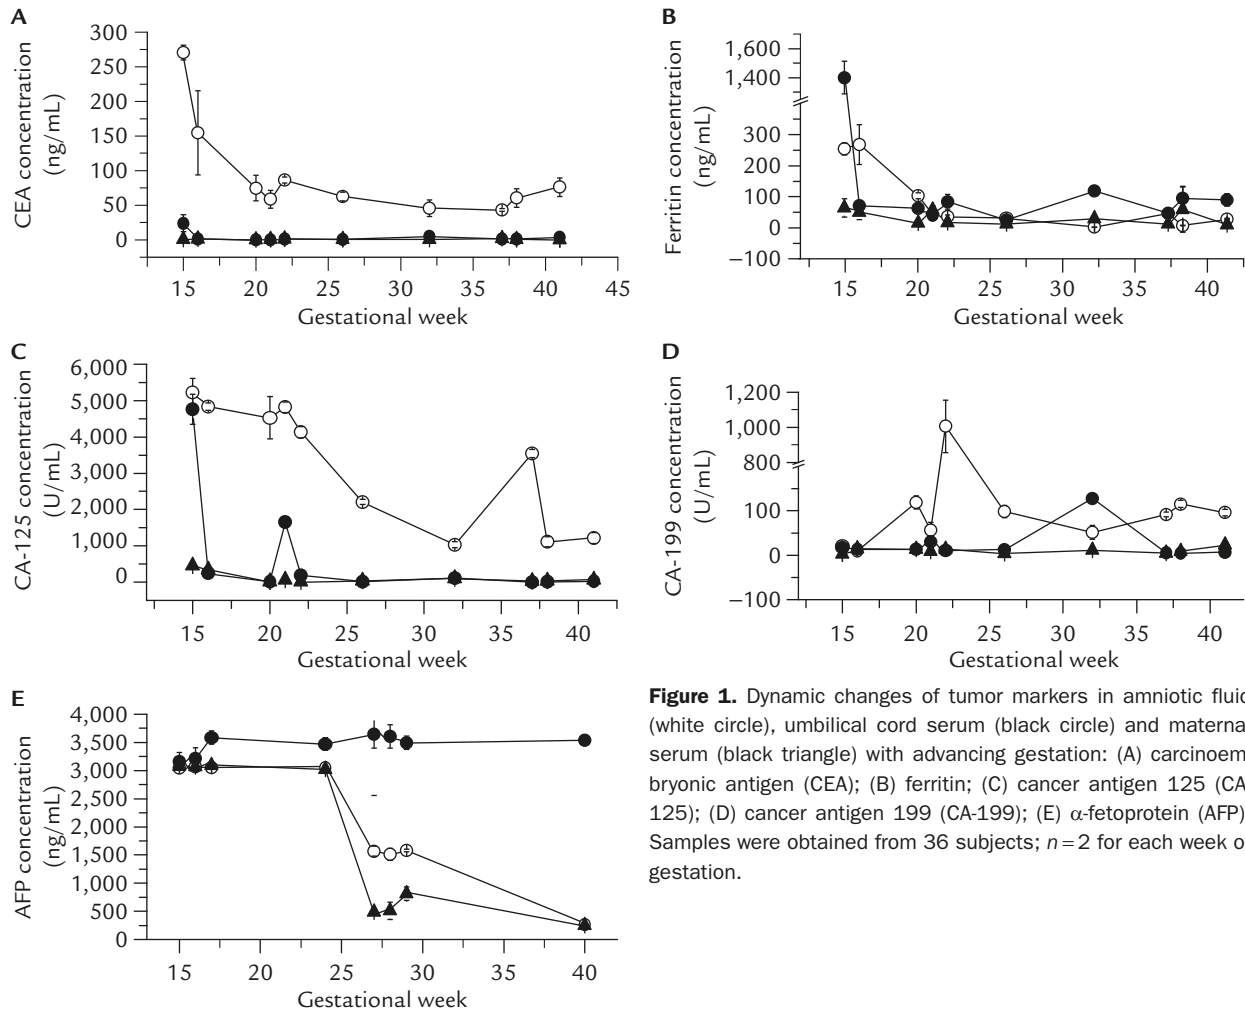 A
CEA concentration
(ng/mL)
300
250
200
150
100
50
0
15 20 25 30 35 40 45
Gestational week
B
Ferritin concentration
(ng/mL)
1,600
1,400
300
200
100
0
−100
15 20 25 30 35 40
Gestational week
C
CA-125 concentration
(U/mL)
6,000
5,000
4,000
3,000
2,000
1,000
0
15 20 25 30 35 40
Gestational week
D
CA-199 concentration
(U/mL)
1,200
1,000
800
100
0
−100
15 20 25 30 35 40
Gestational week
E
AFP concentration
(ng/mL)
4,000
3,500
3,000
2,500
2,000
1,500
1,000
500
0
15 20 25 30 35 40
Gestational week
Figure 1. Dynamic changes of tumor markers in amniotic fluid
(white circle), umbilical cord serum (black circle) and materna
serum (black triangle) with advancing gestation: (A) carcinoem
bryonic antigen (CEA); (B) ferritin; (C) cancer antigen 125 (CA
125); (D) cancer antigen 199 (CA-199); (E) α-fetoprotein (AFP)
Samples were obtained from 36 subjects; n=2 for each week o
gestation.